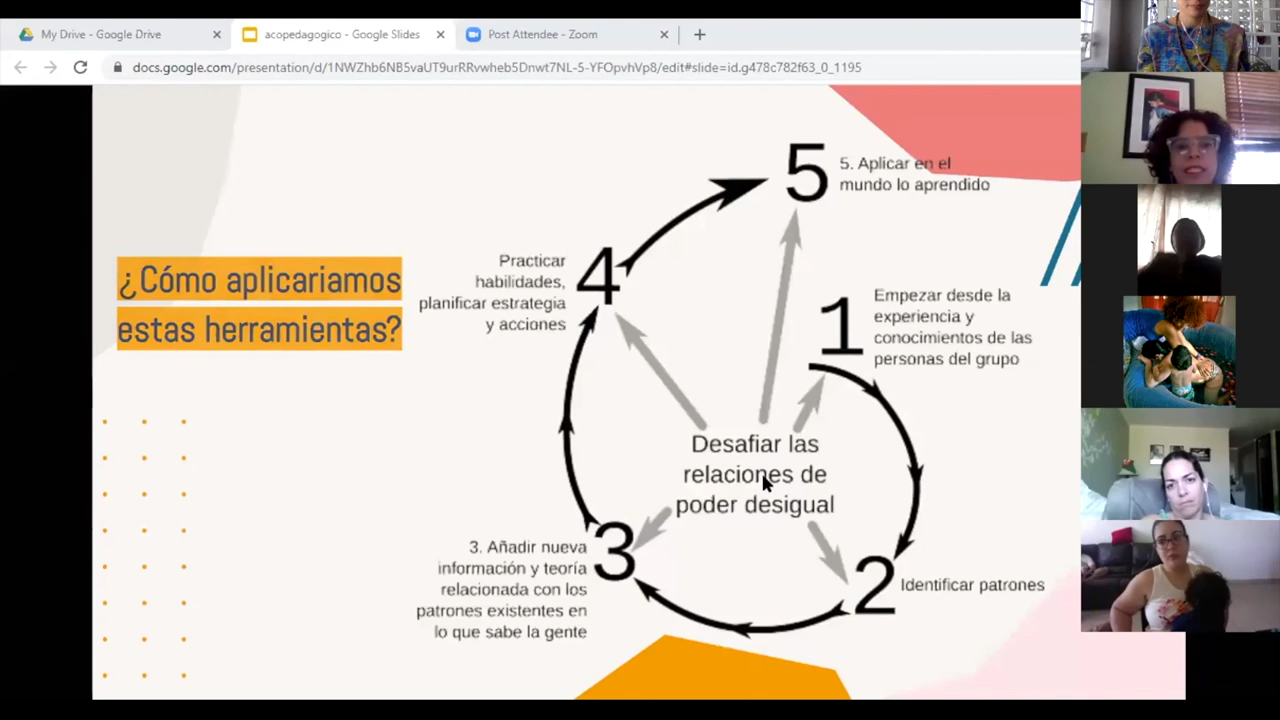 My Drive - Google Drive
acopedagogico - Google Slides
Post Attendee - Zoom
docs.google.com/presentation/d/1NWZhb6NB5vaUT9urRRvwheb5Dnwt7NL-5-YFOpvhVp8/edit#slide=id.g478c782f63_0_1195
¿Cómo aplicariamos
estas herramientas?
1
Empezar desde la
experiencia y
conocimientos de las
personas del grupo
2
Identificar patrones
3
3. Añadir nueva
información y teoría
relacionada con los
patrones existentes en
lo que sabe la gente
4
Practicar
habilidades,
planificar estrategia
y acciones
5
5. Aplicar en el
mundo lo aprendido
Desafiar las
relaciones de
poder desigual